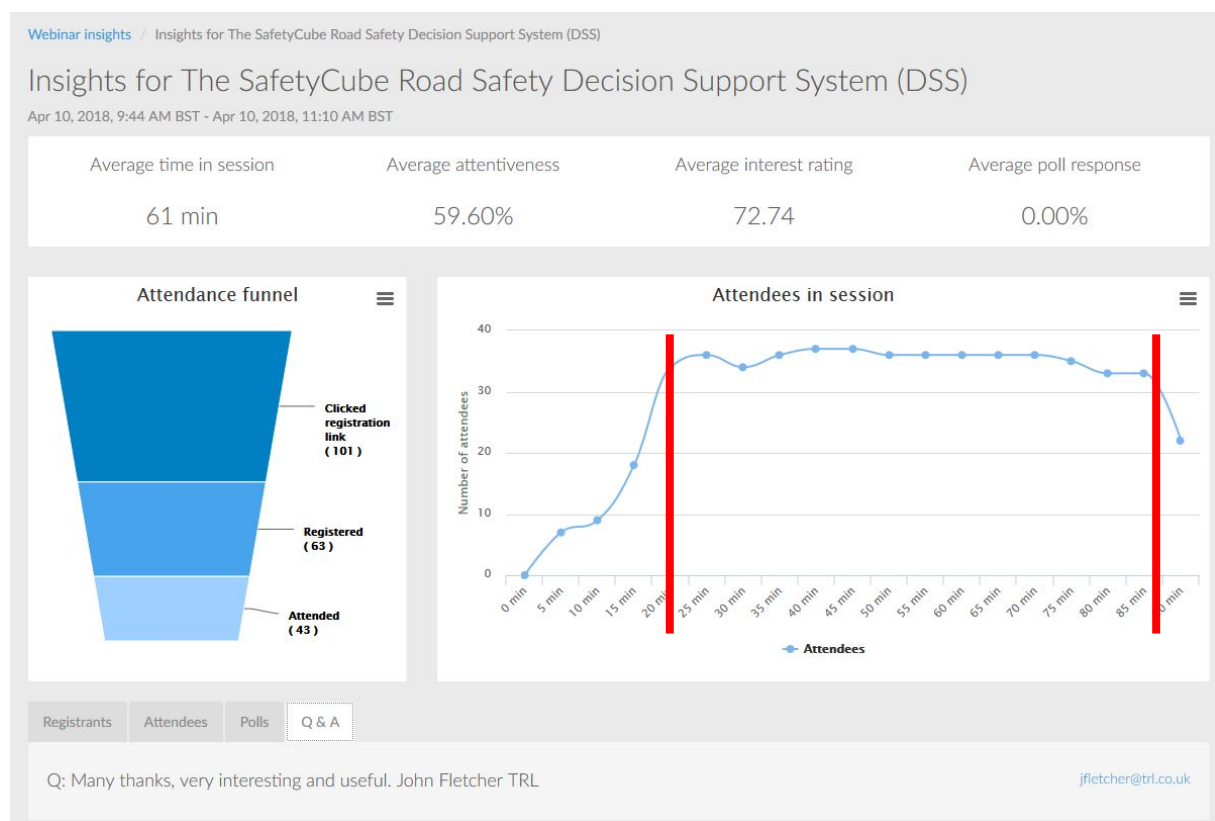 Webinar insights / Insights for The SafetyCube Road Safety Decision Support System (DSS)
Insights for The SafetyCube Road Safety Decision Support System (DSS)
Apr 10, 2018, 9:44 AM BST - Apr 10, 2018, 11:10 AM BST
Average time in session
Average attentiveness
Average interest rating
Average poll response
61 min
59.60%
72.74
0.00%
Attendance funnel
Clicked
registration
link
( 101 )
Registered
( 63 )
Attended
( 43 )
Attendees in session
Number of attendees
40
30
20
10
0
0 min
5 min
10 min
15 min
20 min
25 min
30 min
35 min
40 min
45 min
50 min
55 min
60 min
65 min
70 min
75 min
80 min
85 min
0 min
Attendees
Registrants
Attendees
Polls
Q & A
Q: Many thanks, very interesting and useful. John Fletcher TRL
jfletcher@trl.co.uk